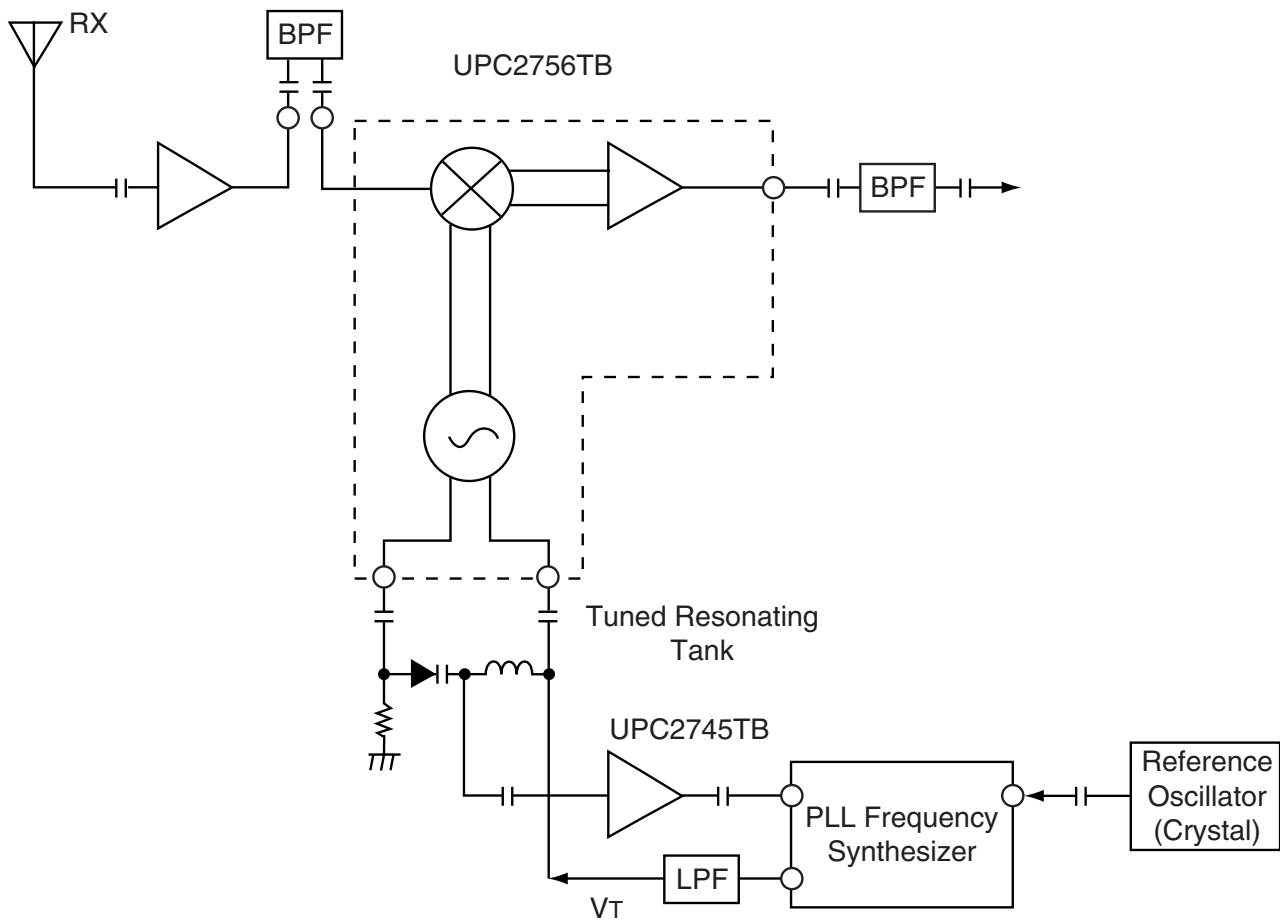 RX
BPF
UPC2756TB
BPF
Tuned Resonating
Tank
UPC2745TB
PLL Frequency
Synthesizer
Reference
Oscillator
(Crystal)
LPF
VT